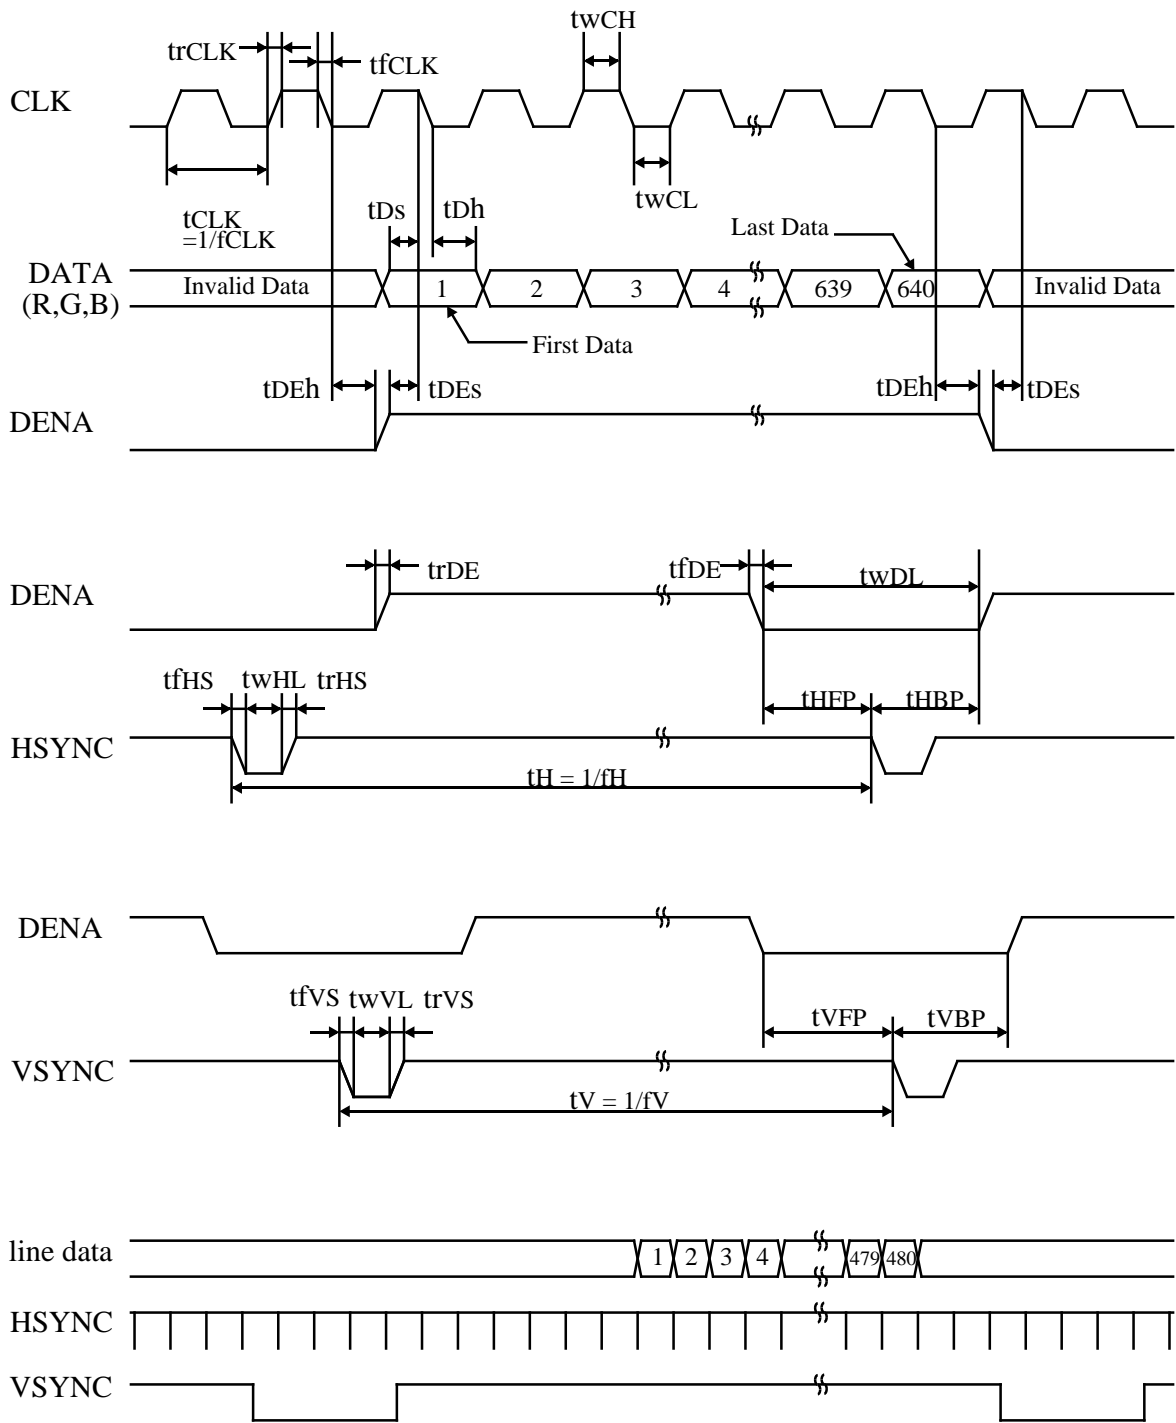 twCH
trCLK
tfCLK
CLK
twCL
tCLK
=1/fCLK
tDs
tDh
Last Data
DATA
(R,G,B)
Invalid Data
1
2
3
4
639
640
Invalid Data
First Data
tDEh
tDEs
tDEh
tDEs
DENA
trDE
tfDE
twDL
DENA
tfHS
twHL
trHS
tHFP
tHBP
HSYNC
tH = 1/fH
DENA
tfVS
twVL
trVS
tVFP
tVBP
VSYNC
tV = 1/fV
line data
1
2
3
4
479
480
HSYNC
VSYNC